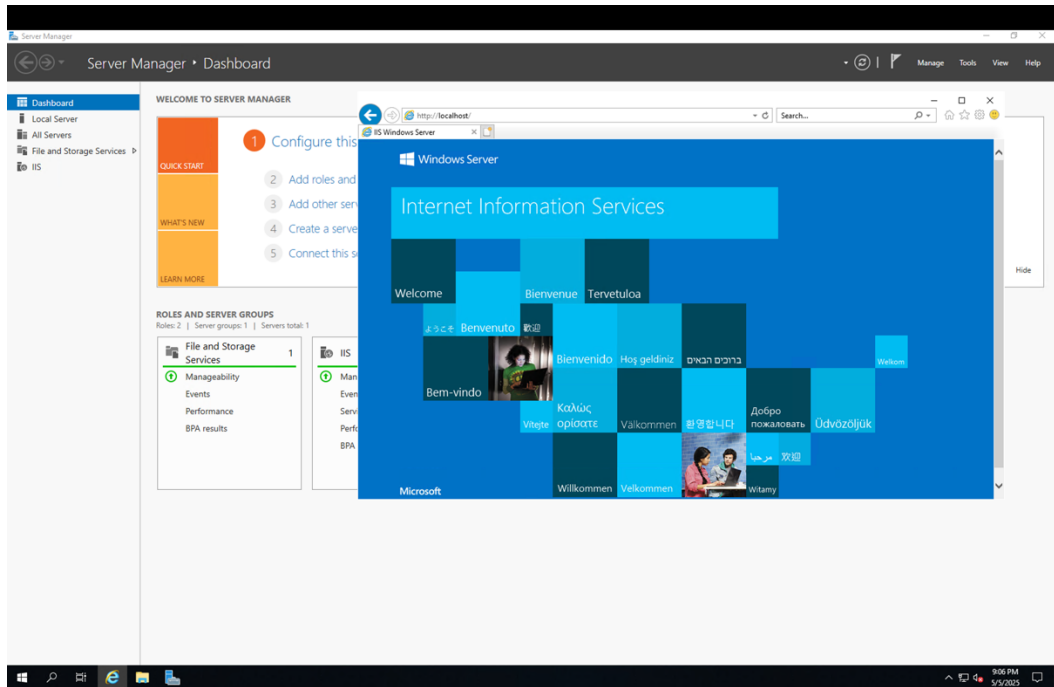 Server Manager
Server Manager • Dashboard
Manage Tools View Help
Dashboard
Local Server
All Servers
File and Storage Services
IIS
WELCOME TO SERVER MANAGER
QUICK START
WHAT'S NEW
LEARN MORE
1 Configure this
2 Add roles and
3 Add other serv
4 Create a serve
5 Connect this se
Hide
ROLES AND SERVER GROUPS
Roles: 2 | Server groups: 1 | Servers total: 1
File and Storage Services 1
Manageability
Events
Performance
BPA results
IIS
Man
Even
Servi
Perfo
BPA
http://localhost/
Search...
IIS Windows Server
Windows Server
Internet Information Services
Welcome
Bienvenue
Tervetuloa
ようこそ
Benvenuto
歓迎
Bienvenido
Hoş geldiniz
ברוכים הבאים
Welkom
Bem-vindo
Vítejte
Καλώς ορίσατε
Välkommen
환영합니다
Добро пожаловать
Üdvözöljük
Willkommen
Velkommen
مرحبا
欢迎
Witamy
Microsoft
9:06 PM
5/5/2025